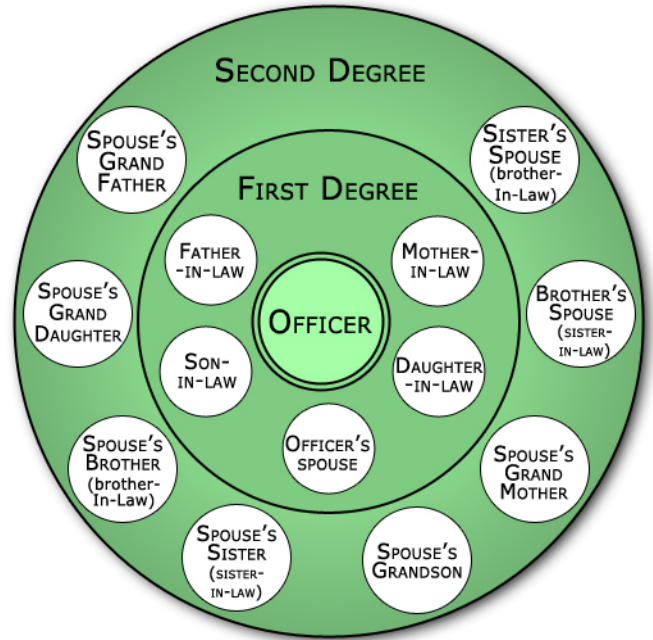 SECOND DEGREE
SPOUSE'S
GRAND
FATHER
SISTER'S
SPOUSE
(brother-
In-Law)
FIRST DEGREE
FATHER
-IN-LAW
MOTHER-
IN-LAW
OFFICER
SPOUSE'S
GRAND
DAUGHTER
BROTHER'S
SPOUSE
(SISTER-
IN-LAW)
SON-
IN-LAW
DAUGHTER
-IN-LAW
OFFICER'S
SPOUSE
SPOUSE'S
BROTHER
(brother-
In-Law)
SPOUSE'S
GRAND
MOTHER
SPOUSE'S
SISTER
(SISTER-
IN-LAW)
SPOUSE'S
GRANDSON